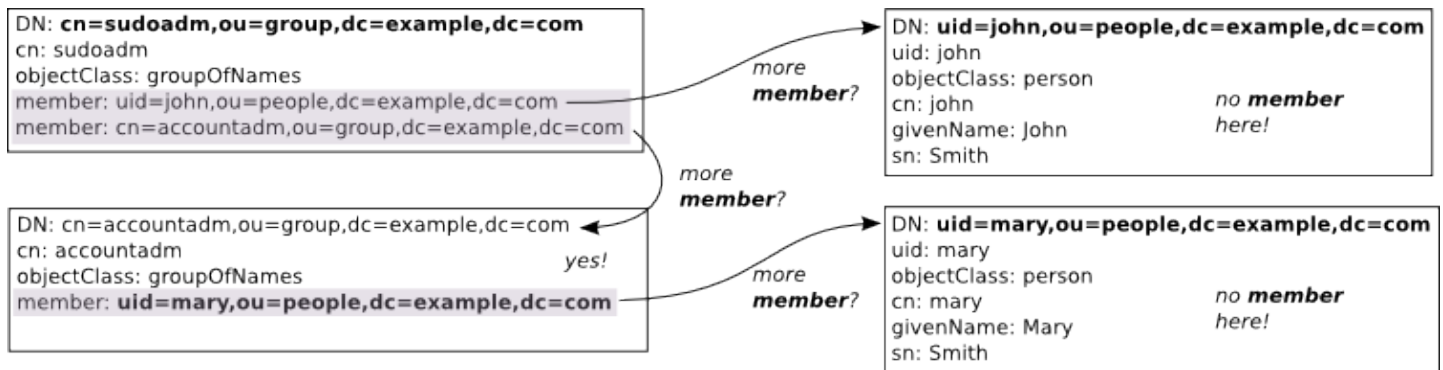 DN: cn=sudoadm,ou=group,dc=example,dc=com
cn: sudoadm
objectClass: groupOfNames
member: uid=john,ou=people,dc=example,dc=com
member: cn=accountadm,ou=group,dc=example,dc=com
more
member?
DN: uid=john,ou=people,dc=example,dc=com
uid: john
objectClass: person
cn: john
givenName: John
sn: Smith
no member
here!
more
member?
DN: cn=accountadm,ou=group,dc=example,dc=com
cn: accountadm
objectClass: groupOfNames
member: uid=mary,ou=people,dc=example,dc=com
yes!
more
member?
DN: uid=mary,ou=people,dc=example,dc=com
uid: mary
objectClass: person
cn: mary
givenName: Mary
sn: Smith
no member
here!